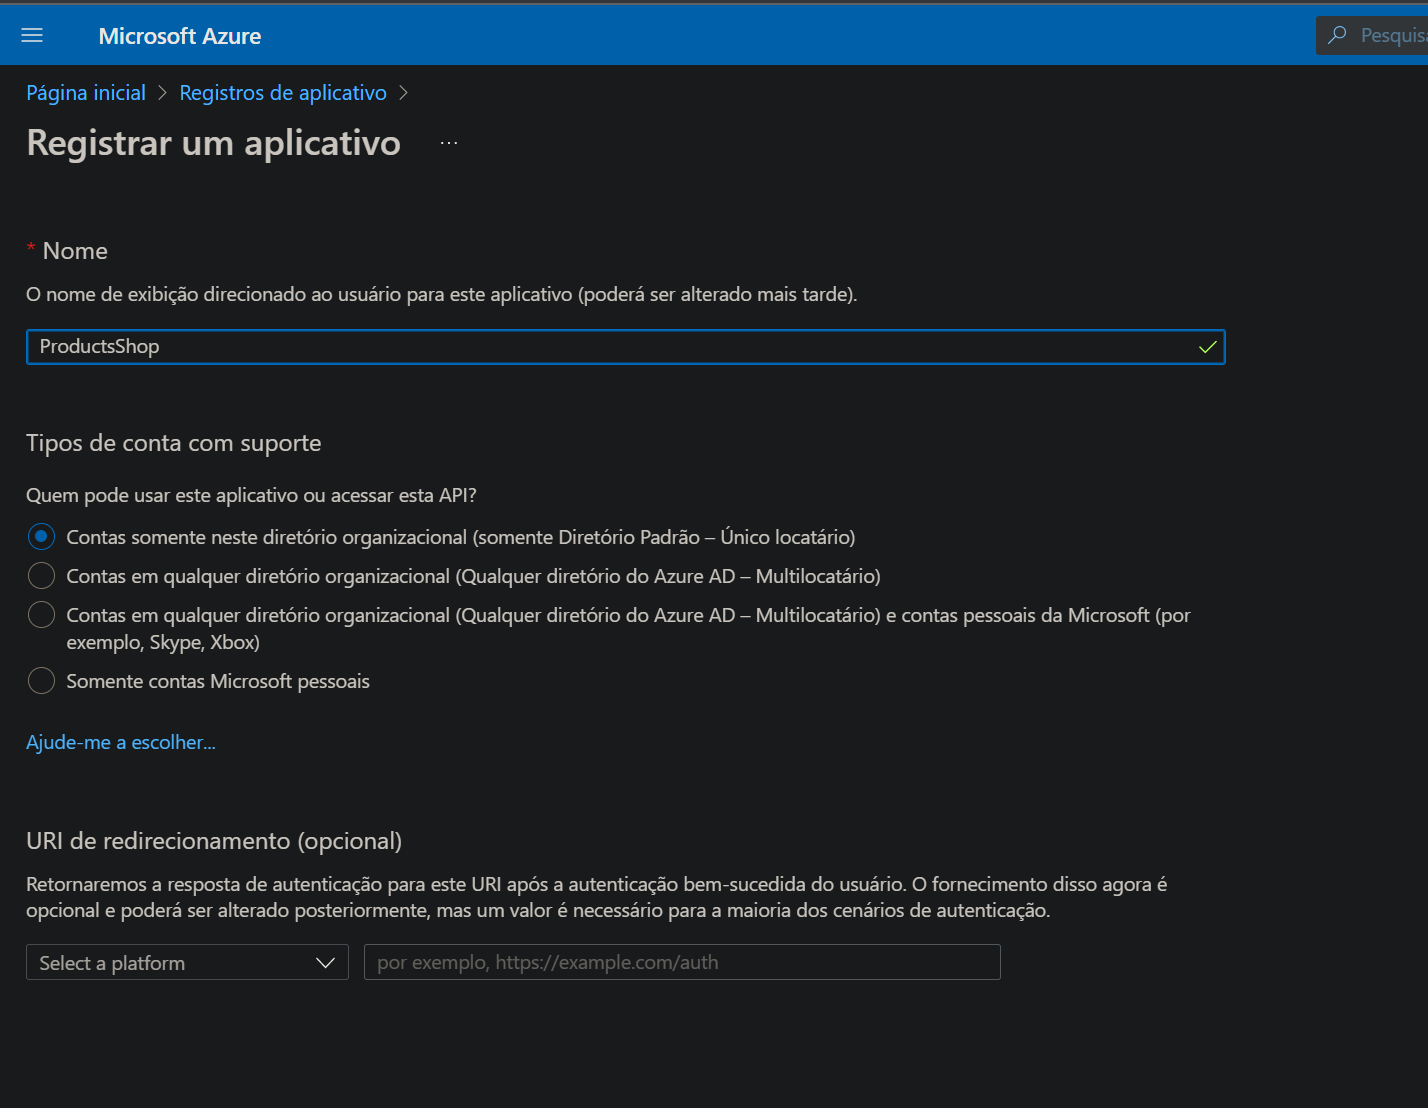 Microsoft Azure
Pesquisa
Página inicial > Registros de aplicativo >
Registrar um aplicativo ...
* Nome
O nome de exibição direcionado ao usuário para este aplicativo (poderá ser alterado mais tarde).
ProductsShop
Tipos de conta com suporte
Quem pode usar este aplicativo ou acessar esta API?
Contas somente neste diretório organizacional (somente Diretório Padrão – Único locatário)
Contas em qualquer diretório organizacional (Qualquer diretório do Azure AD – Multilocatário)
Contas em qualquer diretório organizacional (Qualquer diretório do Azure AD – Multilocatário) e contas pessoais da Microsoft (por
exemplo, Skype, Xbox)
Somente contas Microsoft pessoais
Ajude-me a escolher...
URI de redirecionamento (opcional)
Retornaremos a resposta de autenticação para este URI após a autenticação bem-sucedida do usuário. O fornecimento disso agora é
opcional e poderá ser alterado posteriormente, mas um valor é necessário para a maioria dos cenários de autenticação.
Select a platform
por exemplo, https://example.com/auth